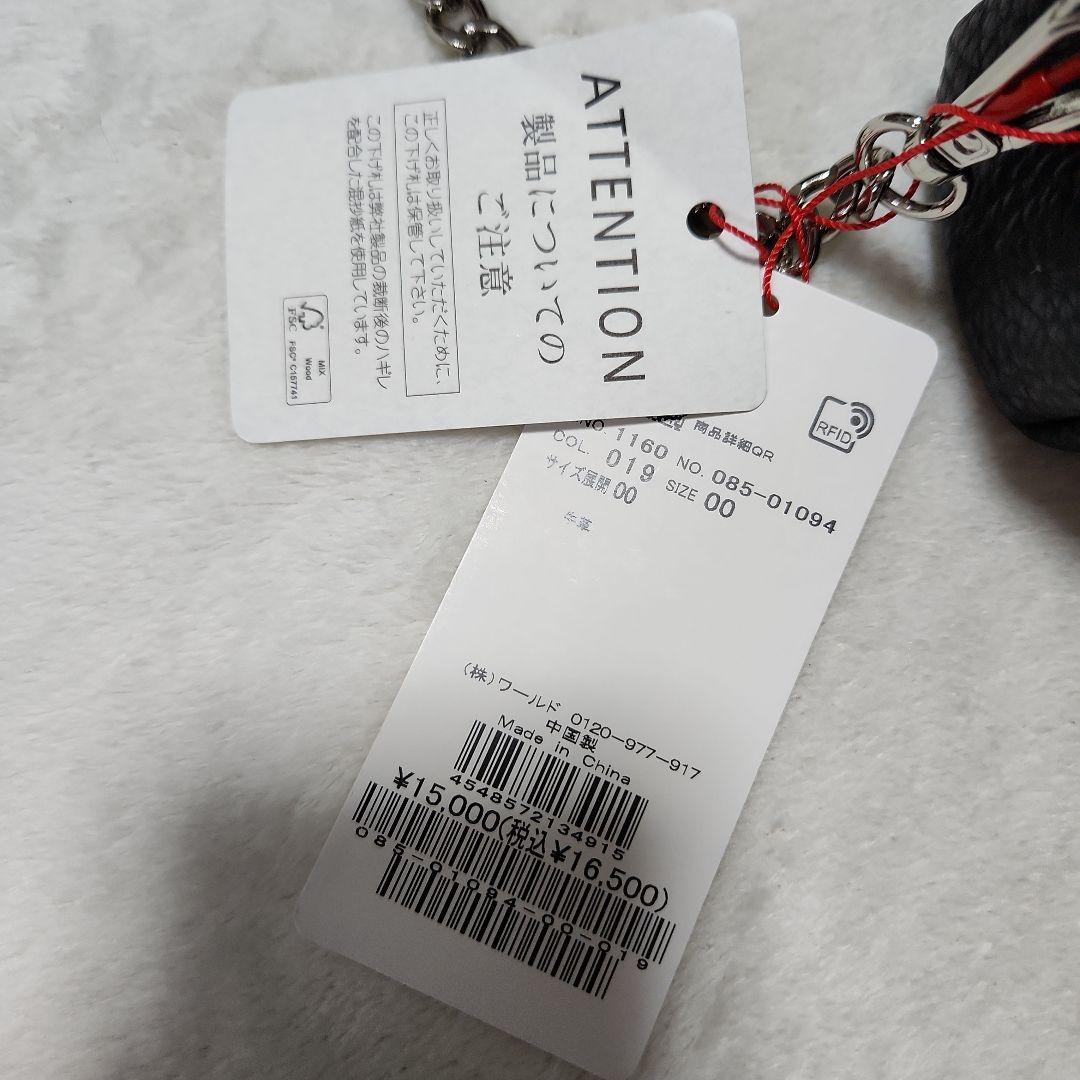 ATTENTION
製品についての
ご注意
正しくお取り扱いしていただくために、
この下げ札は保管して下さい。
この下げ札は弊社製品の裁断後のハギレ
を配合した混抄紙を使用しています。
FSC
MIX
Wood
FSC® C157741
RFID
商品詳細QR
NO. 1160 NO. 085-01094
COL. 019 SIZE 00
サイズ展開 00
牛革
(株)ワールド 0120-977-917
中国製
Made in China
4548572134915
¥15,000(税込¥16,500)
085-01094-00-019